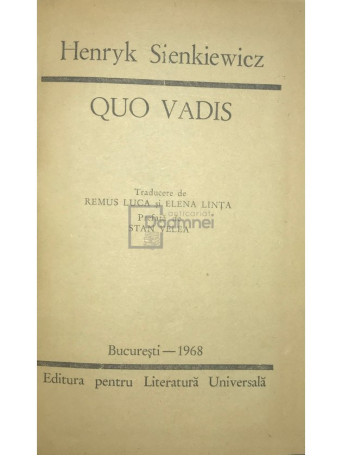 Henryk Sienkiewicz
QUO VADIS
Traducere de
REMUS LUCA și ELENA LINȚA
de
STAN VELEA
București — 1968
Editura pentru Literatură Universală